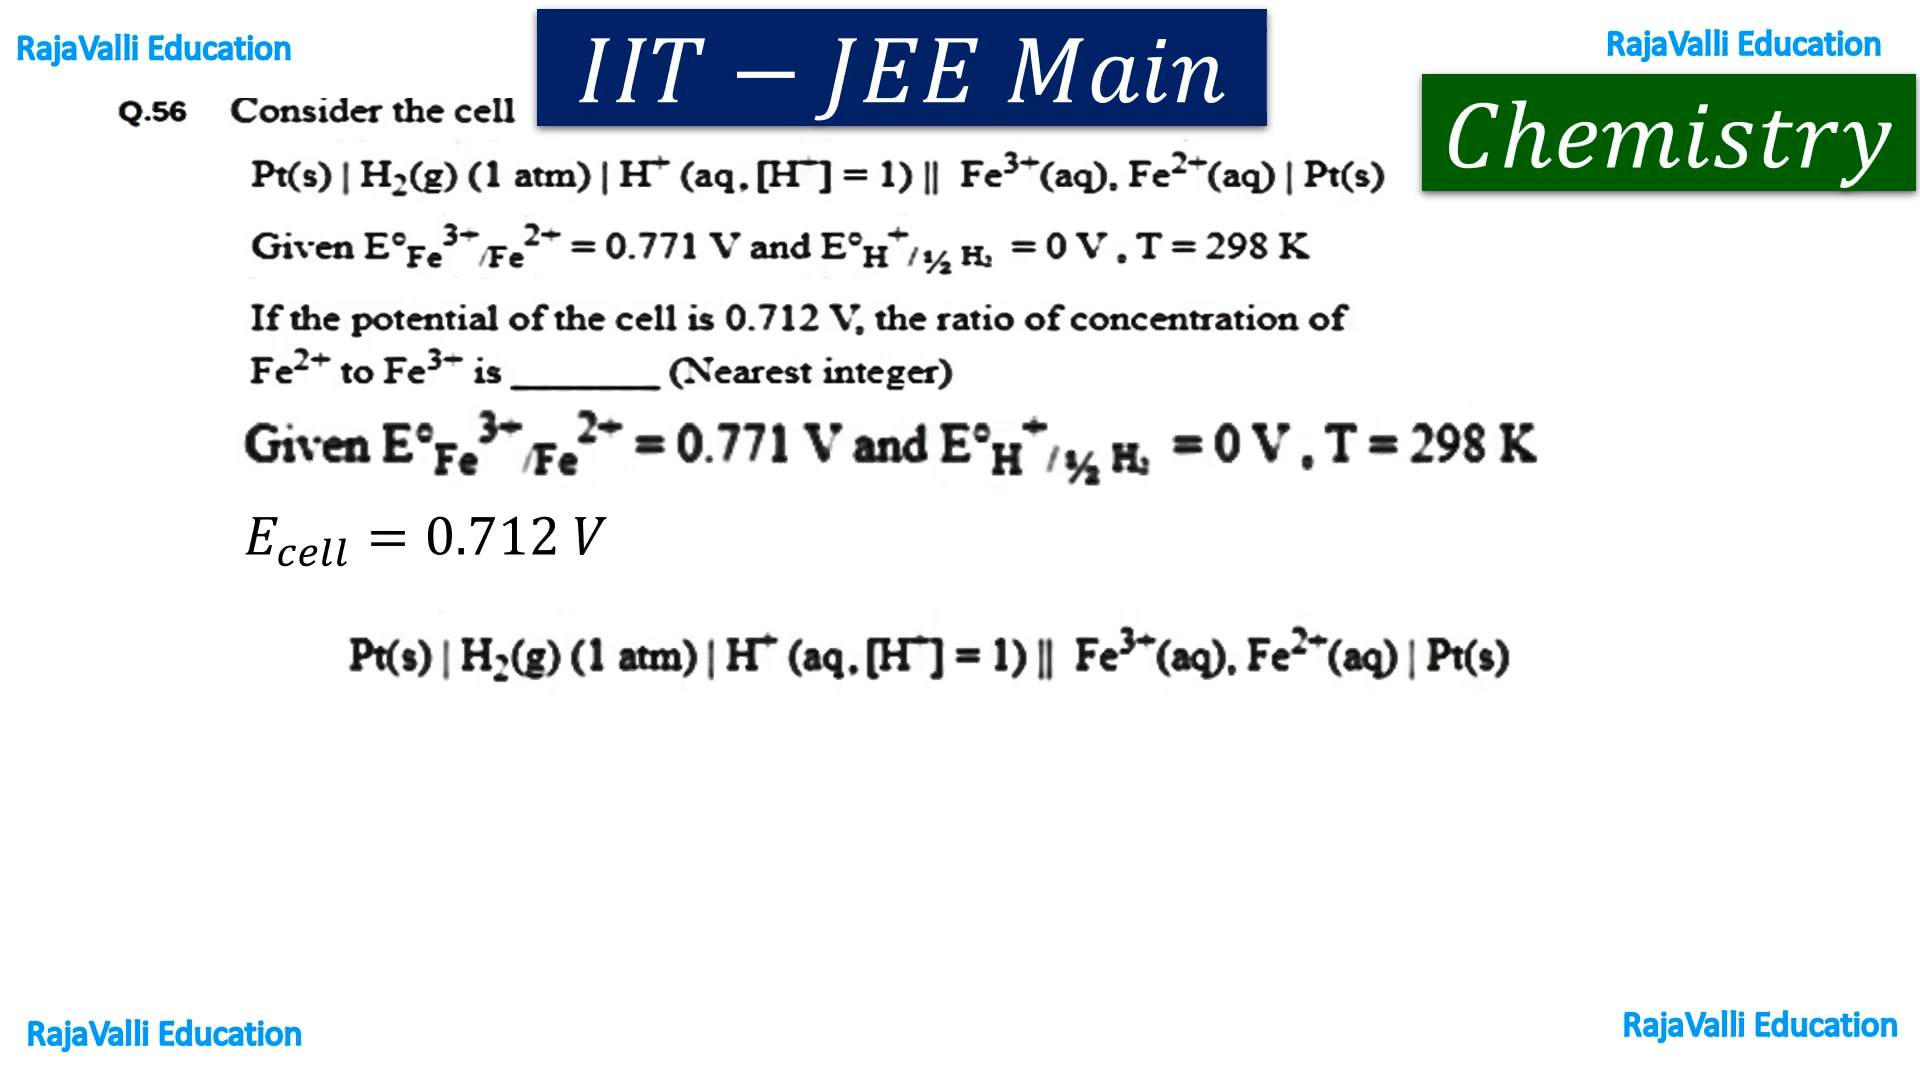 RajaValli Education
IIT – JEE Main
RajaValli Education
Chemistry
Q.56 Consider the cell
Pt(s) | H₂(g) (1 atm) | H⁺ (aq, [H⁺] = 1) || Fe³⁺(aq), Fe²⁺(aq) | Pt(s)
Given E°Fe³⁺/Fe²⁺ = 0.771 V and E°H⁺/½ H₂ = 0 V , T = 298 K
If the potential of the cell is 0.712 V, the ratio of concentration of
Fe²⁺ to Fe³⁺ is ________ (Nearest integer)
Given E°Fe³⁺/Fe²⁺ = 0.771 V and E°H⁺/½ H₂ = 0 V , T = 298 K
E_cell = 0.712 V
Pt(s) | H₂(g) (1 atm) | H⁺ (aq, [H⁺] = 1) || Fe³⁺(aq), Fe²⁺(aq) | Pt(s)
RajaValli Education
RajaValli Education